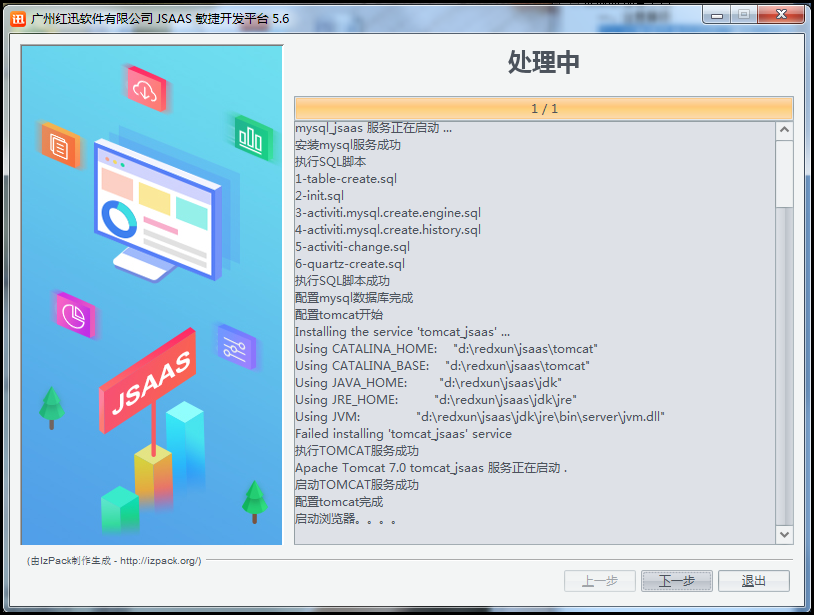 广州红迅软件有限公司 JSAAS 敏捷开发平台 5.6
处理中
1 / 1
mysql_jsaas 服务正在启动 ...
安装mysql服务成功
执行SQL脚本
1-table-create.sql
2-init.sql
3-activiti.mysql.create.engine.sql
4-activiti.mysql.create.history.sql
5-activiti-change.sql
6-quartz-create.sql
执行SQL脚本成功
配置mysql数据库完成
配置tomcat开始
Installing the service 'tomcat_jsaas' ...
Using CATALINA_HOME: "d:\redxun\jsaas\tomcat"
Using CATALINA_BASE: "d:\redxun\jsaas\tomcat"
Using JAVA_HOME: "d:\redxun\jsaas\jdk"
Using JRE_HOME: "d:\redxun\jsaas\jdk\jre"
Using JVM: "d:\redxun\jsaas\jdk\jre\bin\server\jvm.dll"
Failed installing 'tomcat_jsaas' service
执行TOMCAT服务成功
Apache Tomcat 7.0 tomcat_jsaas 服务正在启动 .
启动TOMCAT服务成功
配置tomcat完成
启动浏览器。。。。
JSAAS
(由IzPack制作生成 - http://izpack.org/)
上一步
下一步
退出